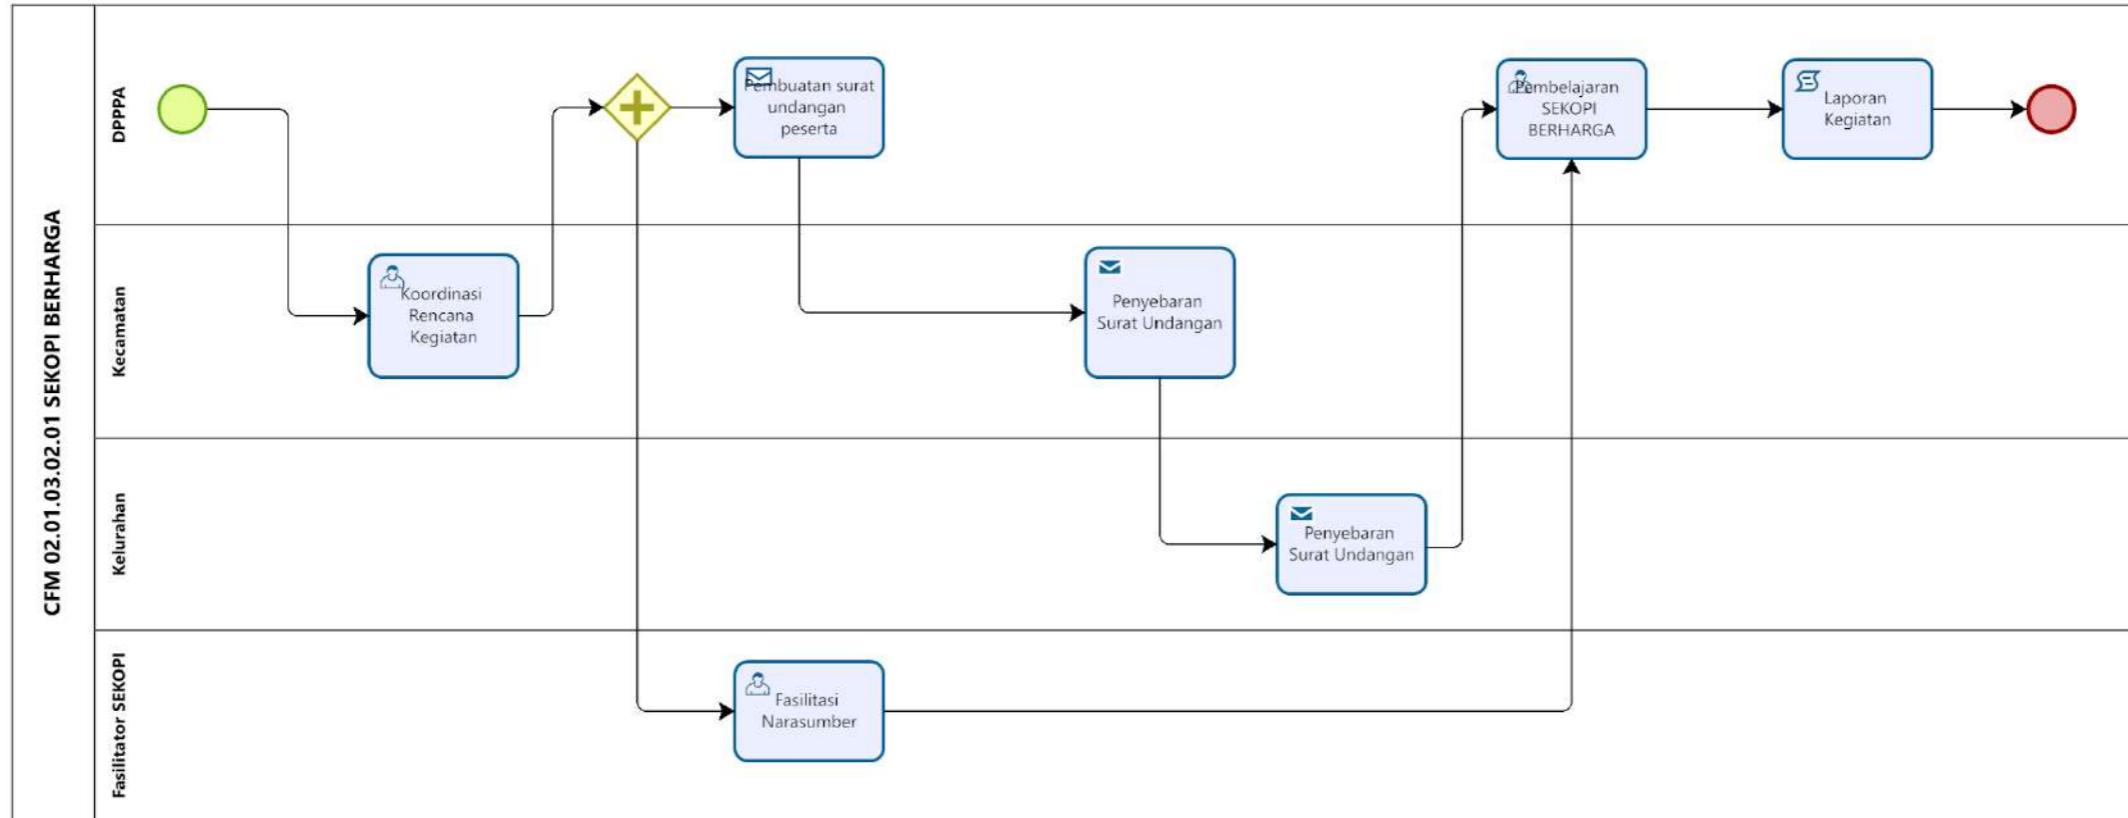 CFM 02.01.03.02.01 SEKOPI BERHARGA
DPPPA
Pembuatan surat
undangan
peserta
Pembelajaran
SEKOPI
BERHARGA
Laporan
Kegiatan
Kecamatan
Koordinasi
Rencana
Kegiatan
Penyebaran
Surat Undangan
Kelurahan
Penyebaran
Surat Undangan
Fasilitator SEKOPI
Fasilitasi
Narasumber